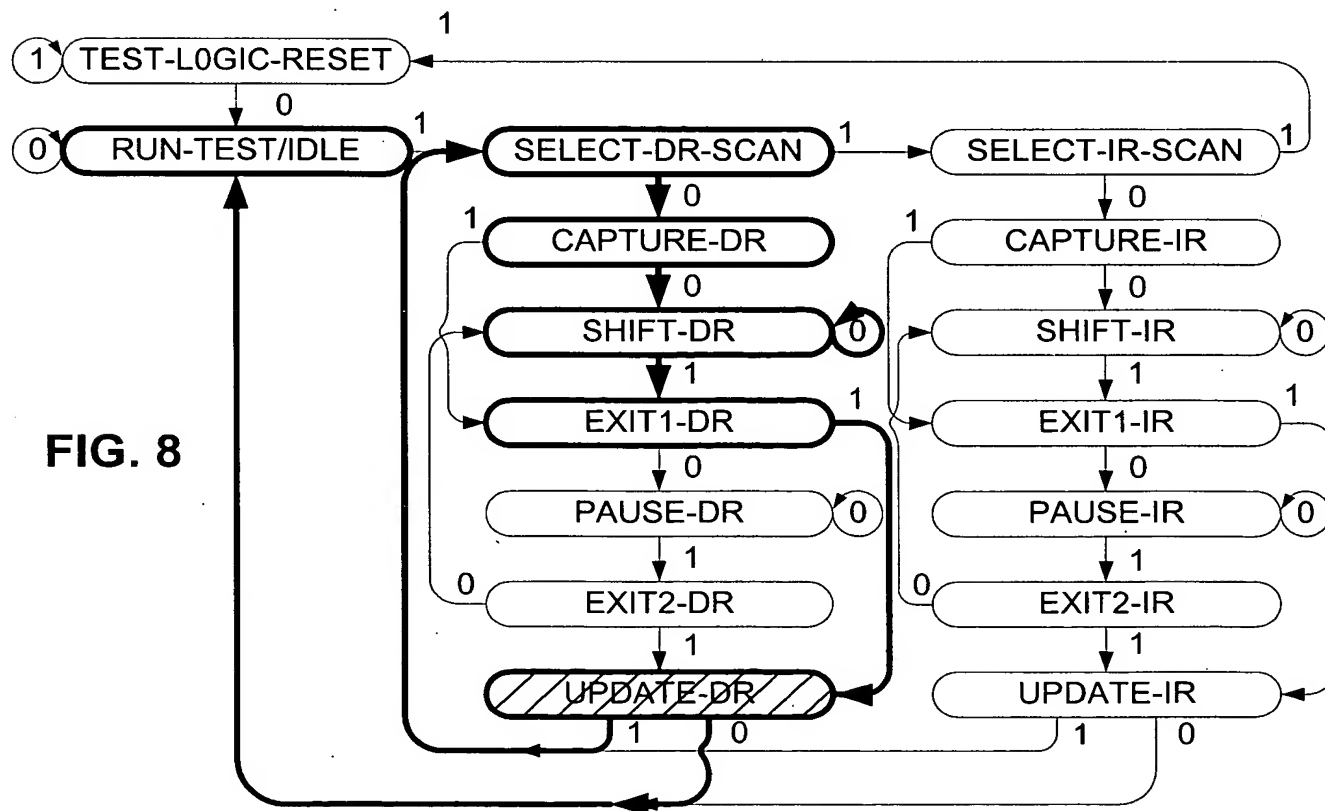 1
1 TEST-L0GIC-RESET
0
0 RUN-TEST/IDLE 1 SELECT-DR-SCAN 1 SELECT-IR-SCAN 1
0 0
1 CAPTURE-DR 1 CAPTURE-IR
0 0
SHIFT-DR 0 SHIFT-IR 0
1 1
EXIT1-DR 1 EXIT1-IR 1
FIG. 8
0 0
PAUSE-DR 0 PAUSE-IR 0
1 1
0 EXIT2-DR 0 EXIT2-IR
1 1
UPDATE-DR UPDATE-IR
1 0 1 0